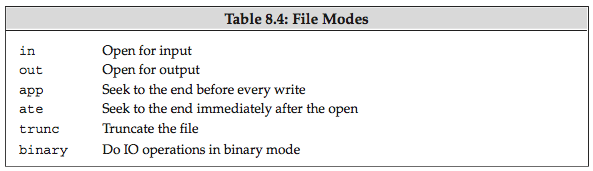 Table 8.4: File Modes
in Open for input
out Open for output
app Seek to the end before every write
ate Seek to the end immediately after the open
trunc Truncate the file
binary Do IO operations in binary mode